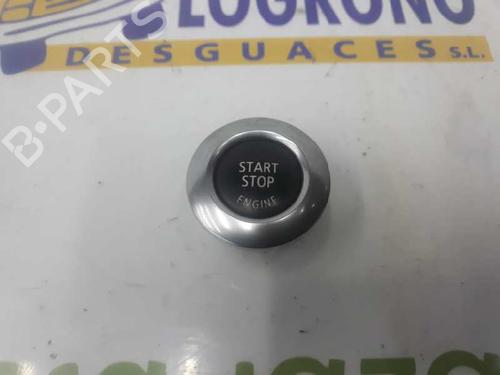 LOGROÑO
DESGUACES S.L.
B-PARTS
START
STOP
ENGINE